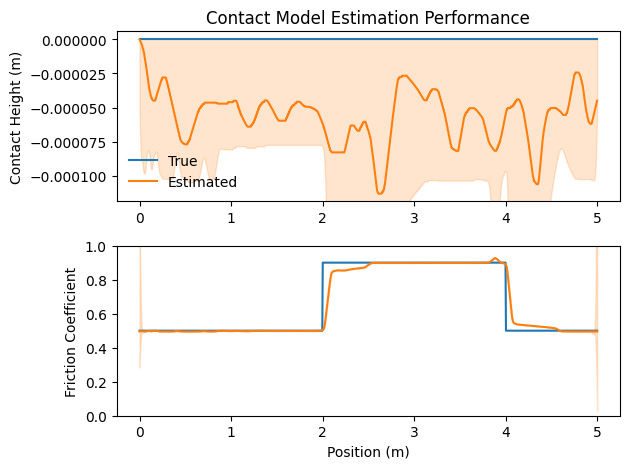 Contact Model Estimation Performance
Contact Height (m)
0.000000
−0.000025
−0.000050
−0.000075
−0.000100
True
Estimated
0 1 2 3 4 5
Friction Coefficient
1.0
0.8
0.6
0.4
0.2
0.0
0 1 2 3 4 5
Position (m)